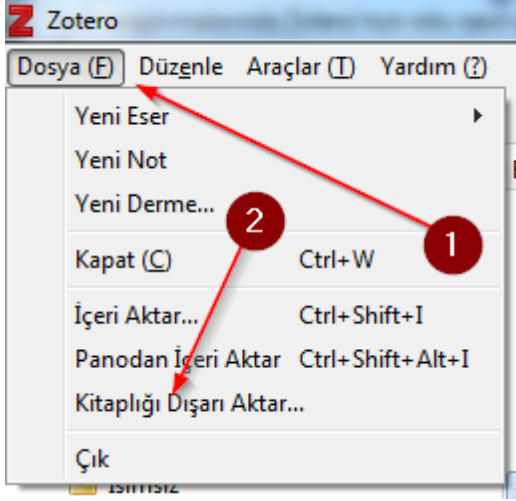 Zotero
Dosya (F) Düzenle Araçlar (T) Yardım (?)
Yeni Eser
Yeni Not
Yeni Derme...
2
1
Kapat (C) Ctrl+W
İçeri Aktar... Ctrl+Shift+I
Panodan İçeri Aktar Ctrl+Shift+Alt+I
Kitaplığı Dışarı Aktar...
Çık
İsimsiz